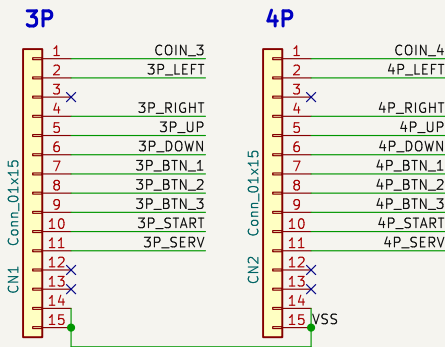 3P
4P
1 COIN_3
2 3P_LEFT
3
4 3P_RIGHT
5 3P_UP
6 3P_DOWN
7 3P_BTN_1
8 3P_BTN_2
9 3P_BTN_3
10 3P_START
11 3P_SERV
12
13
14
15
CN1
Conn_01x15
1 COIN_4
2 4P_LEFT
3
4 4P_RIGHT
5 4P_UP
6 4P_DOWN
7 4P_BTN_1
8 4P_BTN_2
9 4P_BTN_3
10 4P_START
11 4P_SERV
12
13
14
15 VSS
CN2
Conn_01x15